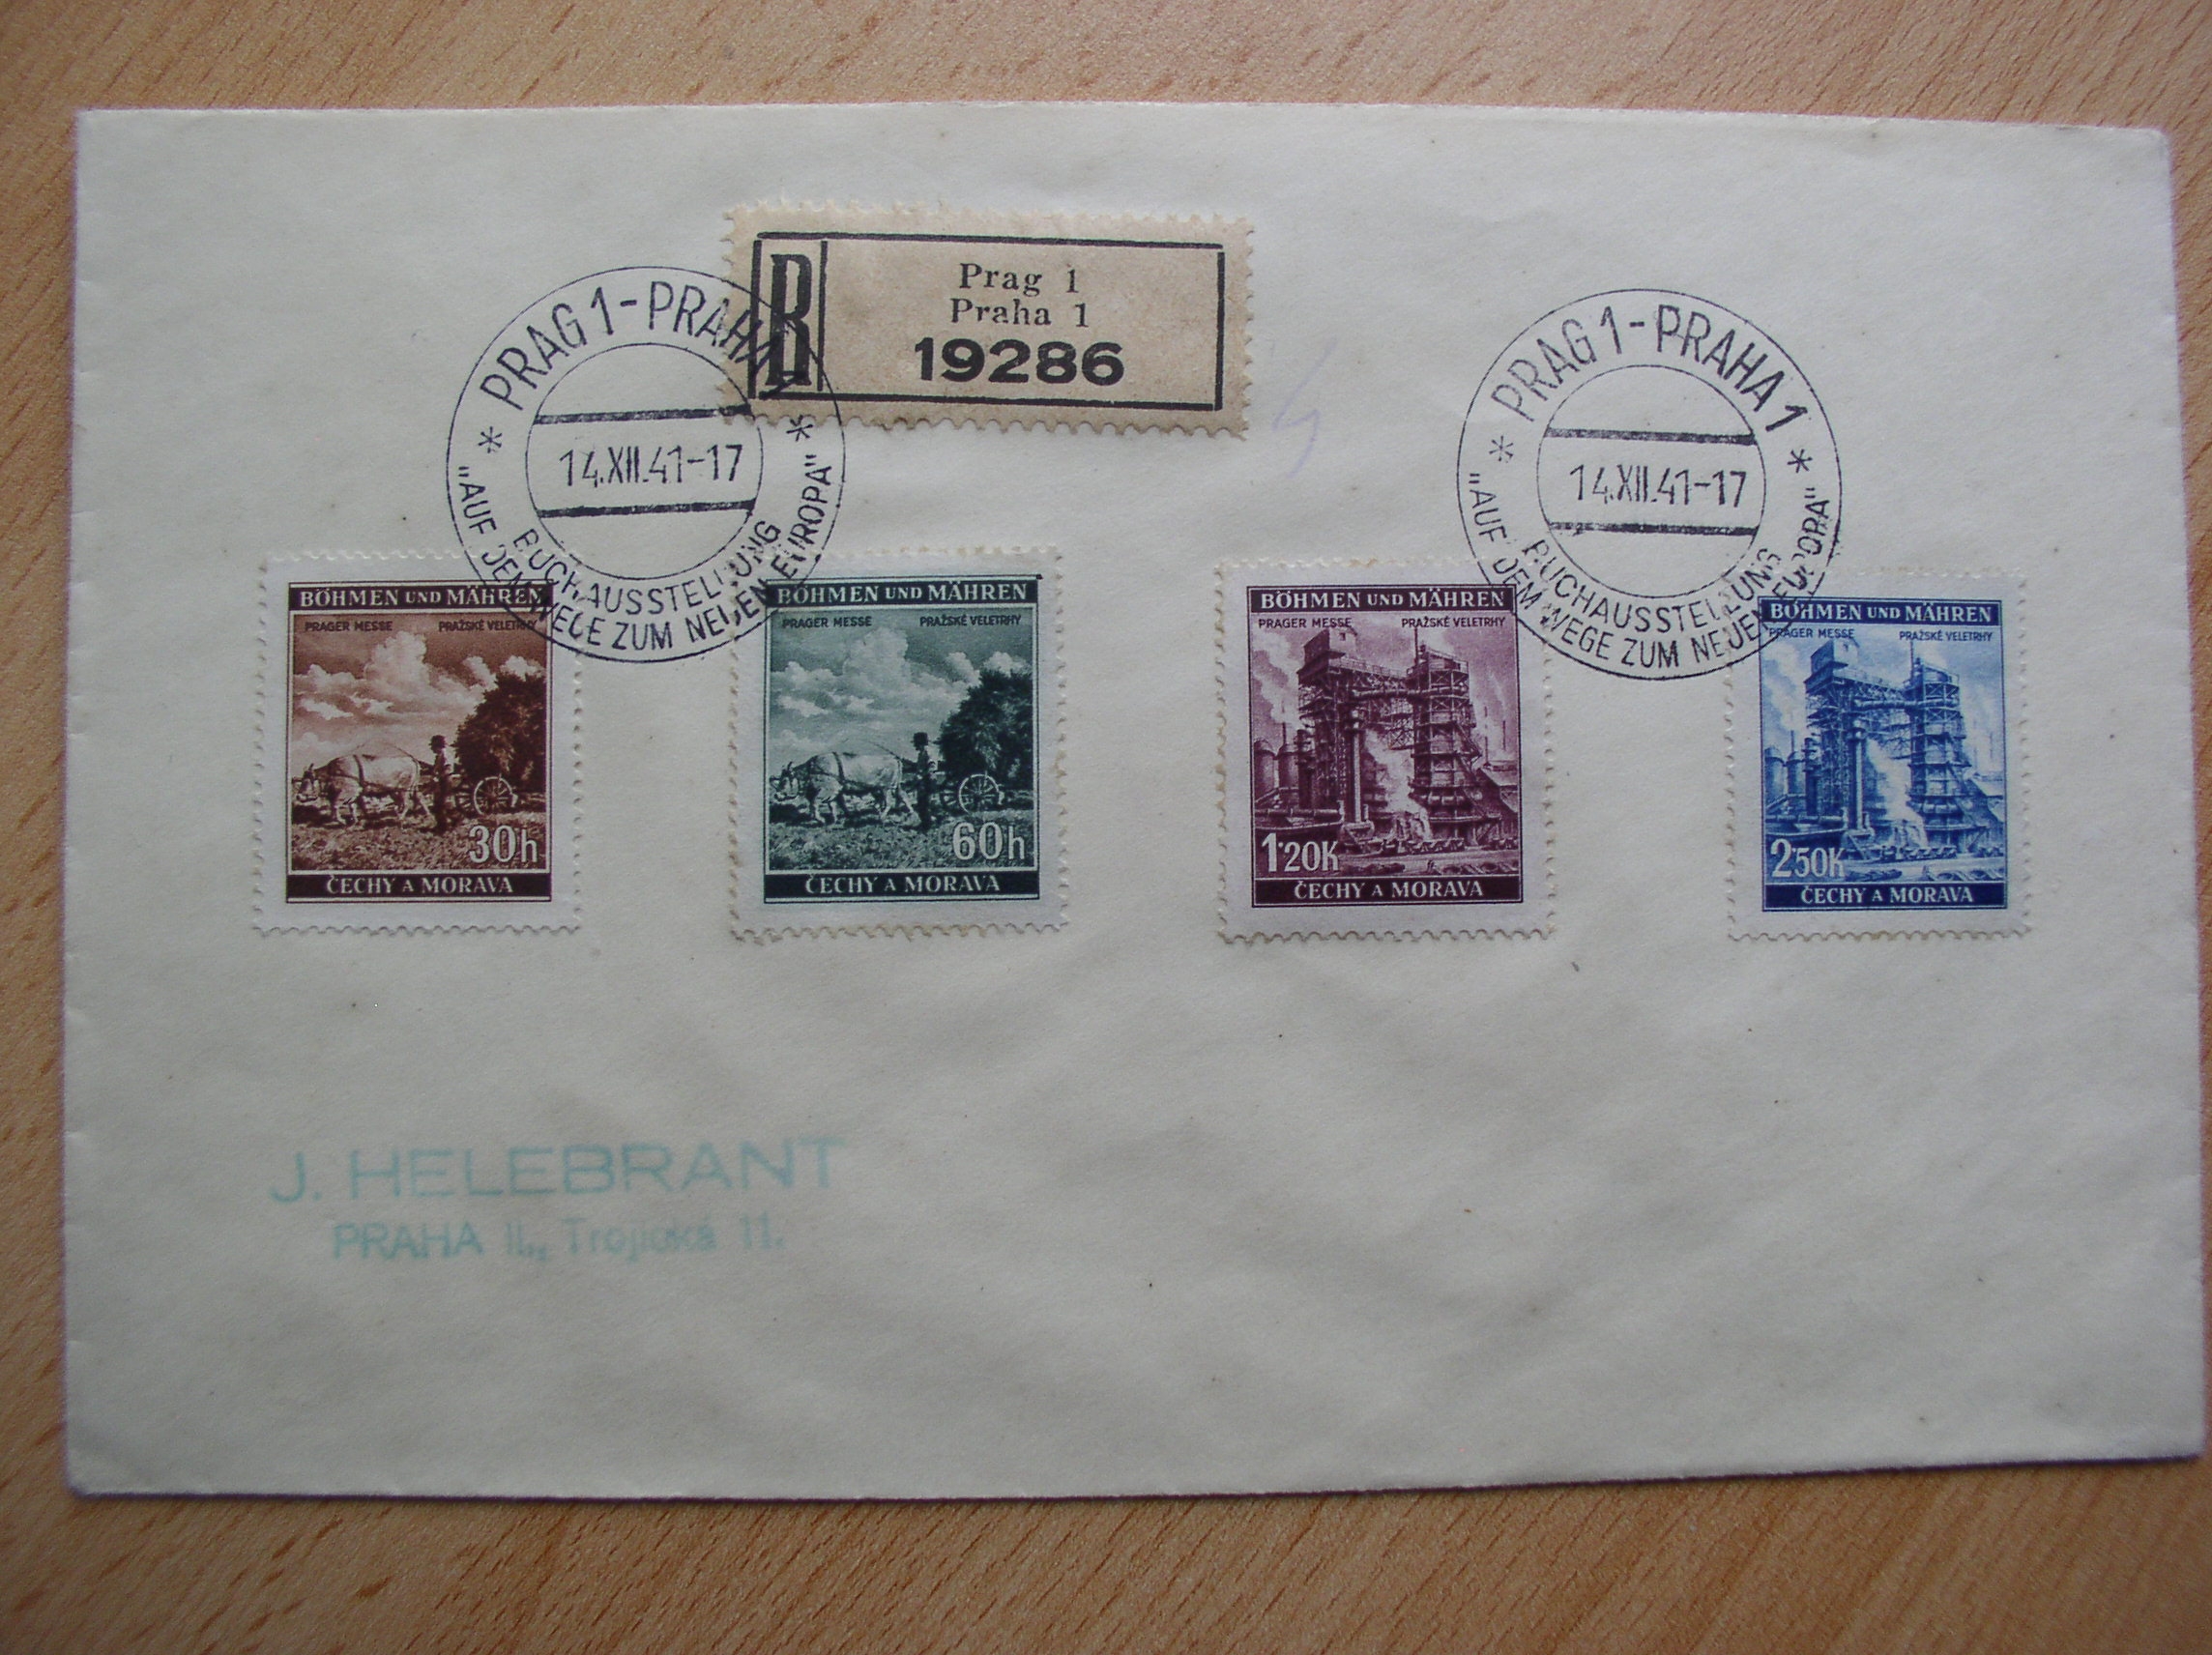 R
Prag 1
Praha 1
19286
PRAG 1-PRAHA
* 14.XII.41-17 *
BUCHAUSSTELLUNG
„AUF DEM WEGE ZUM NEUEN EUROPA"
PRAG 1-PRAHA 1
* 14.XII.41-17 *
BUCHAUSSTELLUNG
„AUF DEM WEGE ZUM NEUEN EUROPA"
BÖHMEN UND MÄHREN
PRAGER MESSE PRAŽSKÉ VELETRHY
30h
ČECHY A MORAVA
BÖHMEN UND MÄHREN
PRAGER MESSE PRAŽSKÉ VELETRHY
60h
ČECHY A MORAVA
BÖHMEN UND MÄHREN
PRAGER MESSE PRAŽSKÉ VELETRHY
1·20K
ČECHY A MORAVA
BÖHMEN UND MÄHREN
PRAGER MESSE PRAŽSKÉ VELETRHY
2·50K
ČECHY A MORAVA
J. HELEBRANT
PRAHA II., 11.